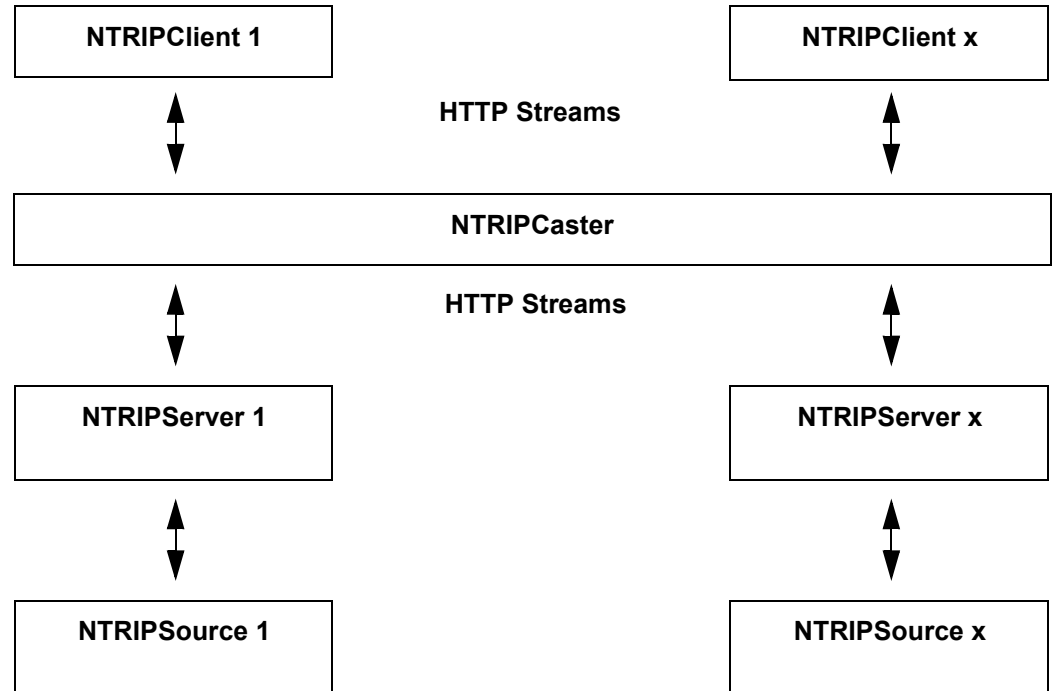 NTRIPClient 1
NTRIPClient x
HTTP Streams
NTRIPCaster
HTTP Streams
NTRIPServer 1
NTRIPServer x
NTRIPSource 1
NTRIPSource x